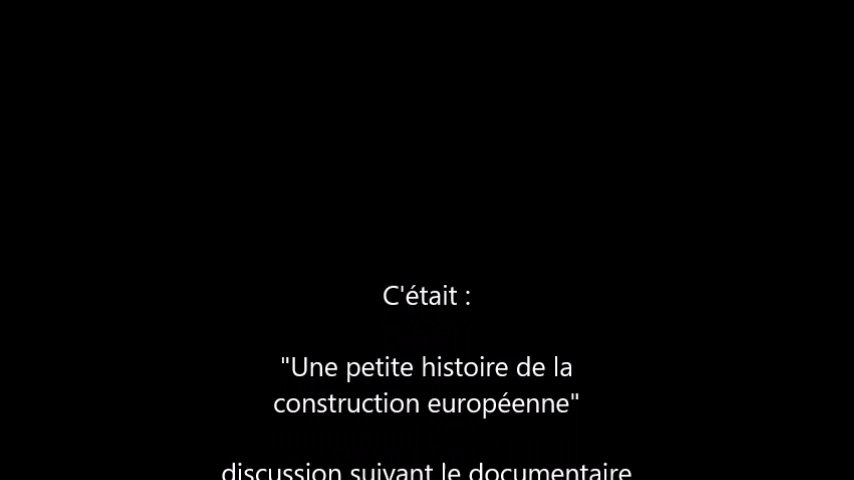 C'était :
"Une petite histoire de la
construction européenne"
discussion suivant le documentaire